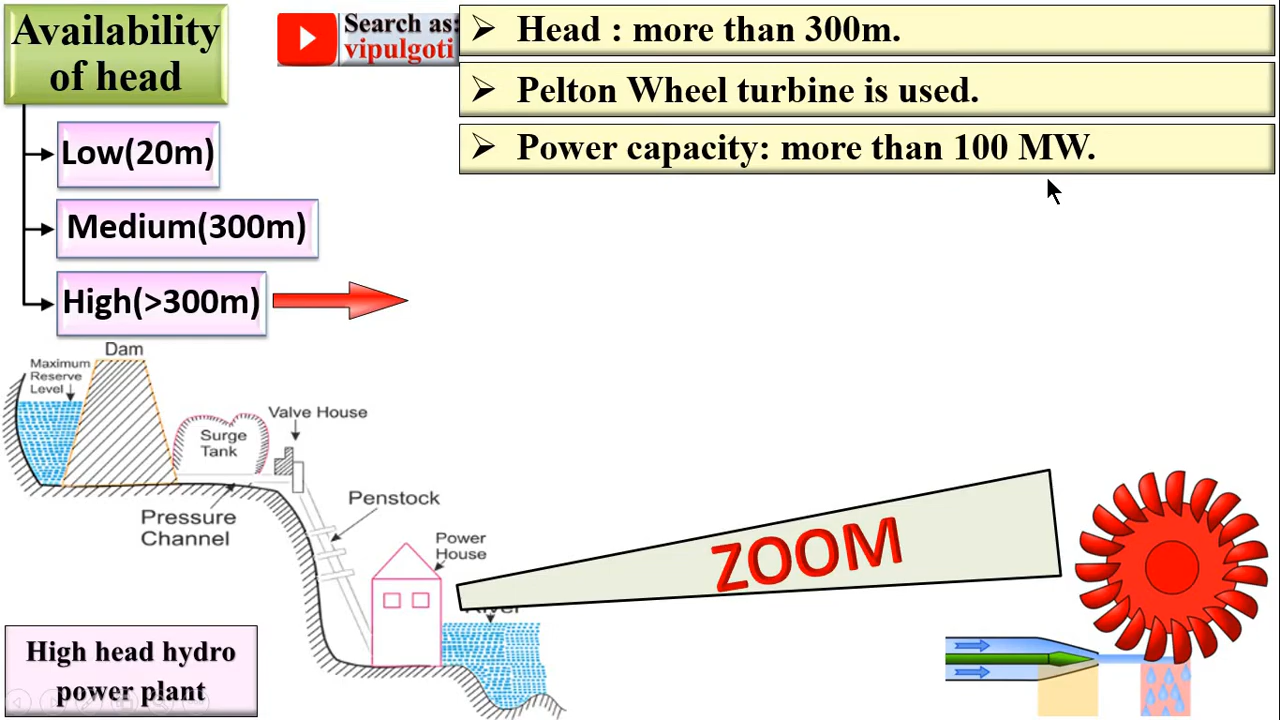 Availability
of head
Search as:
vipulgoti
➢ Head : more than 300m.
➢ Pelton Wheel turbine is used.
➢ Power capacity: more than 100 MW.
Low(20m)
Medium(300m)
High(>300m)
Dam
Maximum
Reserve
Level
Valve House
Surge
Tank
Penstock
Pressure
Channel
Power
House
River
ZOOM
High head hydro
power plant